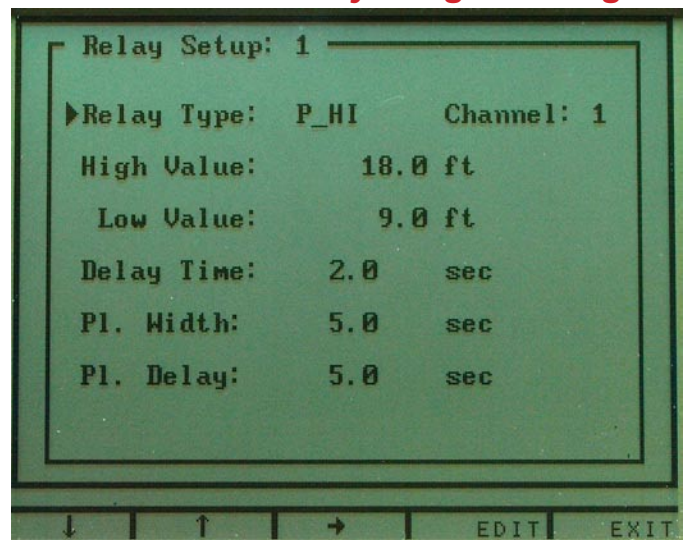 Relay Setup: 1
▶Relay Type: P_HI Channel: 1
High Value: 18.0 ft
Low Value: 9.0 ft
Delay Time: 2.0 sec
Pl. Width: 5.0 sec
Pl. Delay: 5.0 sec
↓ ↑ → EDIT EXIT